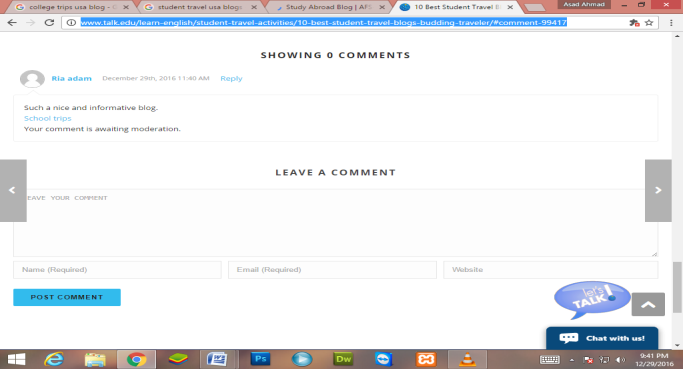 college trips usa blog - G
student travel usa blogs
Study Abroad Blog | AFS
10 Best Student Travel Bl
Asad Ahmad
www.talk.edu/learn-english/student-travel-activities/10-best-student-travel-blogs-budding-traveler/#comment-99417
SHOWING 0 COMMENTS
Ria adam December 29th, 2016 11:40 AM Reply
Such a nice and informative blog.
School trips
Your comment is awaiting moderation.
LEAVE A COMMENT
EAVE YOUR COMMENT
Name (Required) Email (Required) Website
POST COMMENT
let's
TALK!
Chat with us!
Ps Dw
9:41 PM
12/29/2016